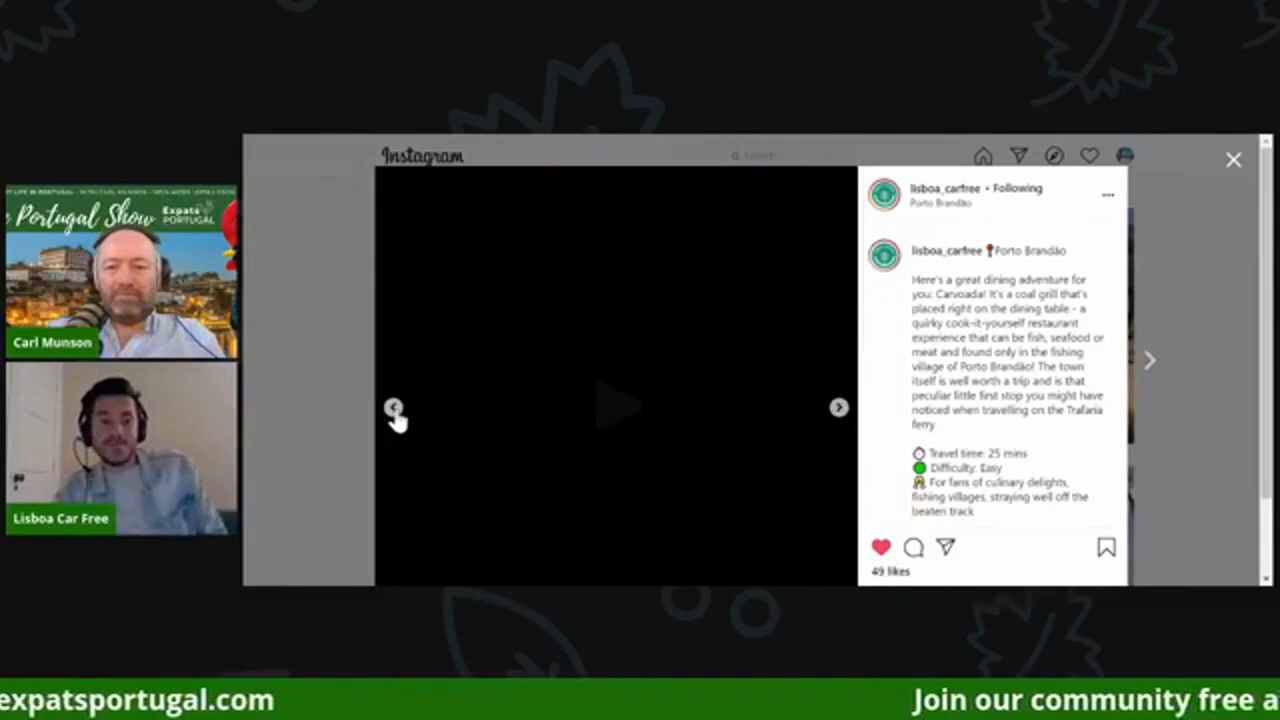 Portugal Show
Expats
PORTUGAL
Carl Munson
Lisboa Car Free
Instagram
Search
lisboa_carfree • Following
Porto Brandão
lisboa_carfree 📍Porto Brandão
Here's a great dining adventure for
you: Carvoada! It's a coal grill that's
placed right on the dining table - a
quirky cook-it-yourself restaurant
experience that can be fish, seafood or
meat and found only in the fishing
village of Porto Brandão! The town
itself is well worth a trip and is that
peculiar little first stop you might have
noticed when travelling on the Trafaria
ferry
Travel time: 25 mins
Difficulty: Easy
For fans of culinary delights,
fishing villages, straying well off the
beaten track
49 likes
expatsportugal.com
Join our community free a